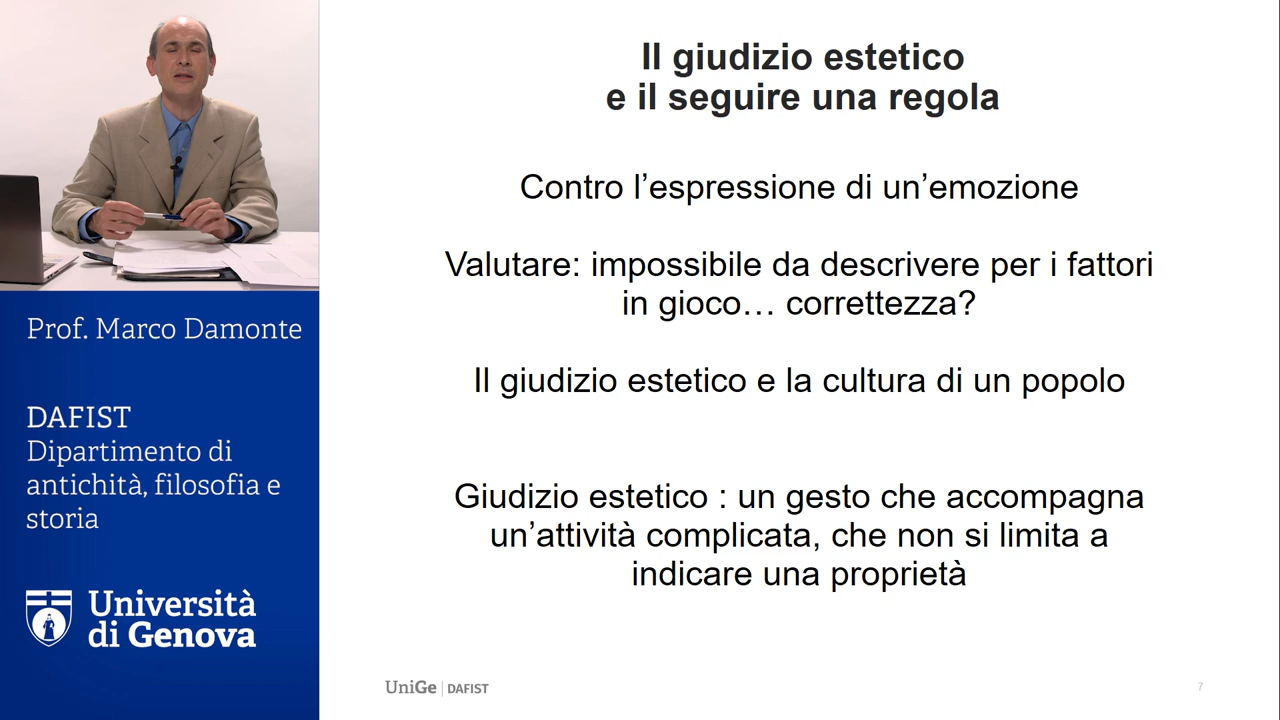 Il giudizio estetico
e il seguire una regola
Contro l’espressione di un’emozione
Valutare: impossibile da descrivere per i fattori
in gioco… correttezza?
Il giudizio estetico e la cultura di un popolo
Giudizio estetico : un gesto che accompagna
un’attività complicata, che non si limita a
indicare una proprietà
Prof. Marco Damonte
DAFIST
Dipartimento di
antichità, filosofia e
storia
Università
di Genova
UniGe | DAFIST
7